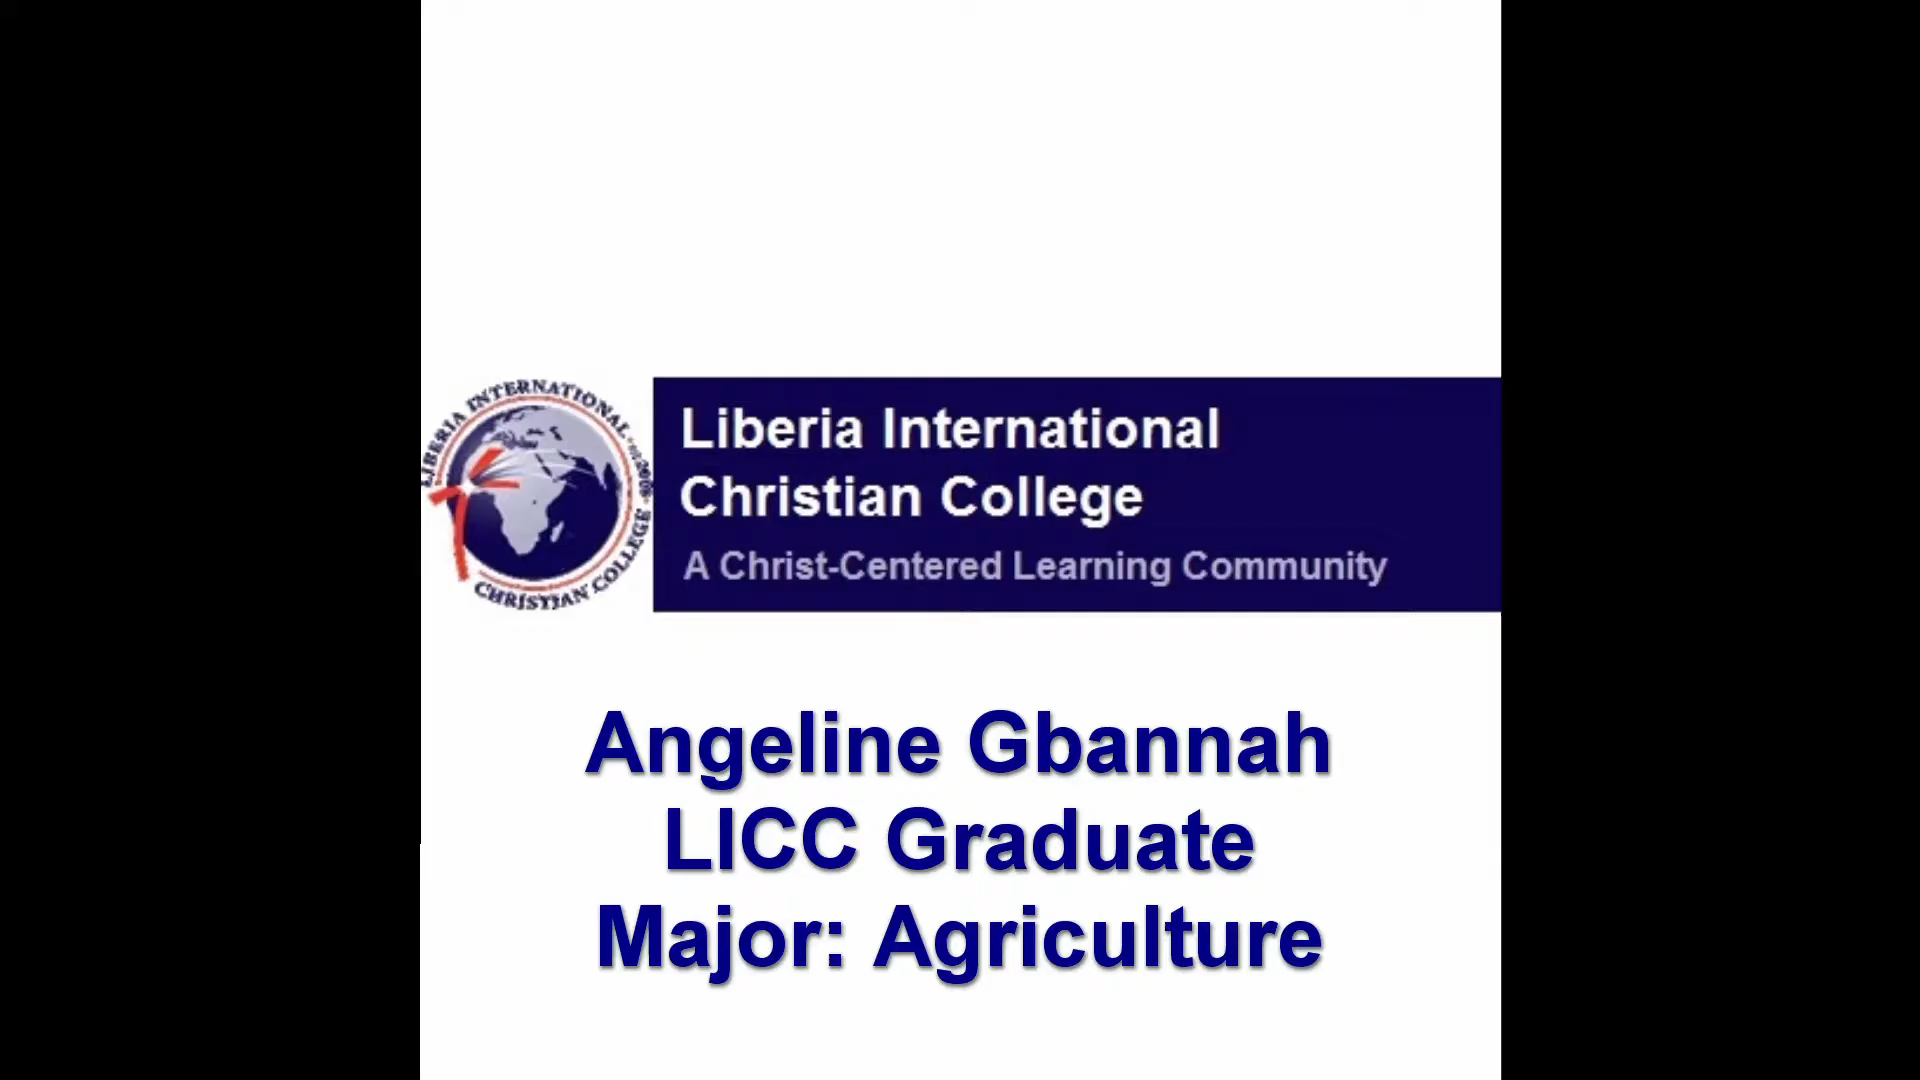 LIBERIA INTERNATIONAL
CHRISTIAN COLLEGE
Liberia International
Christian College
A Christ-Centered Learning Community
Angeline Gbannah
LICC Graduate
Major: Agriculture